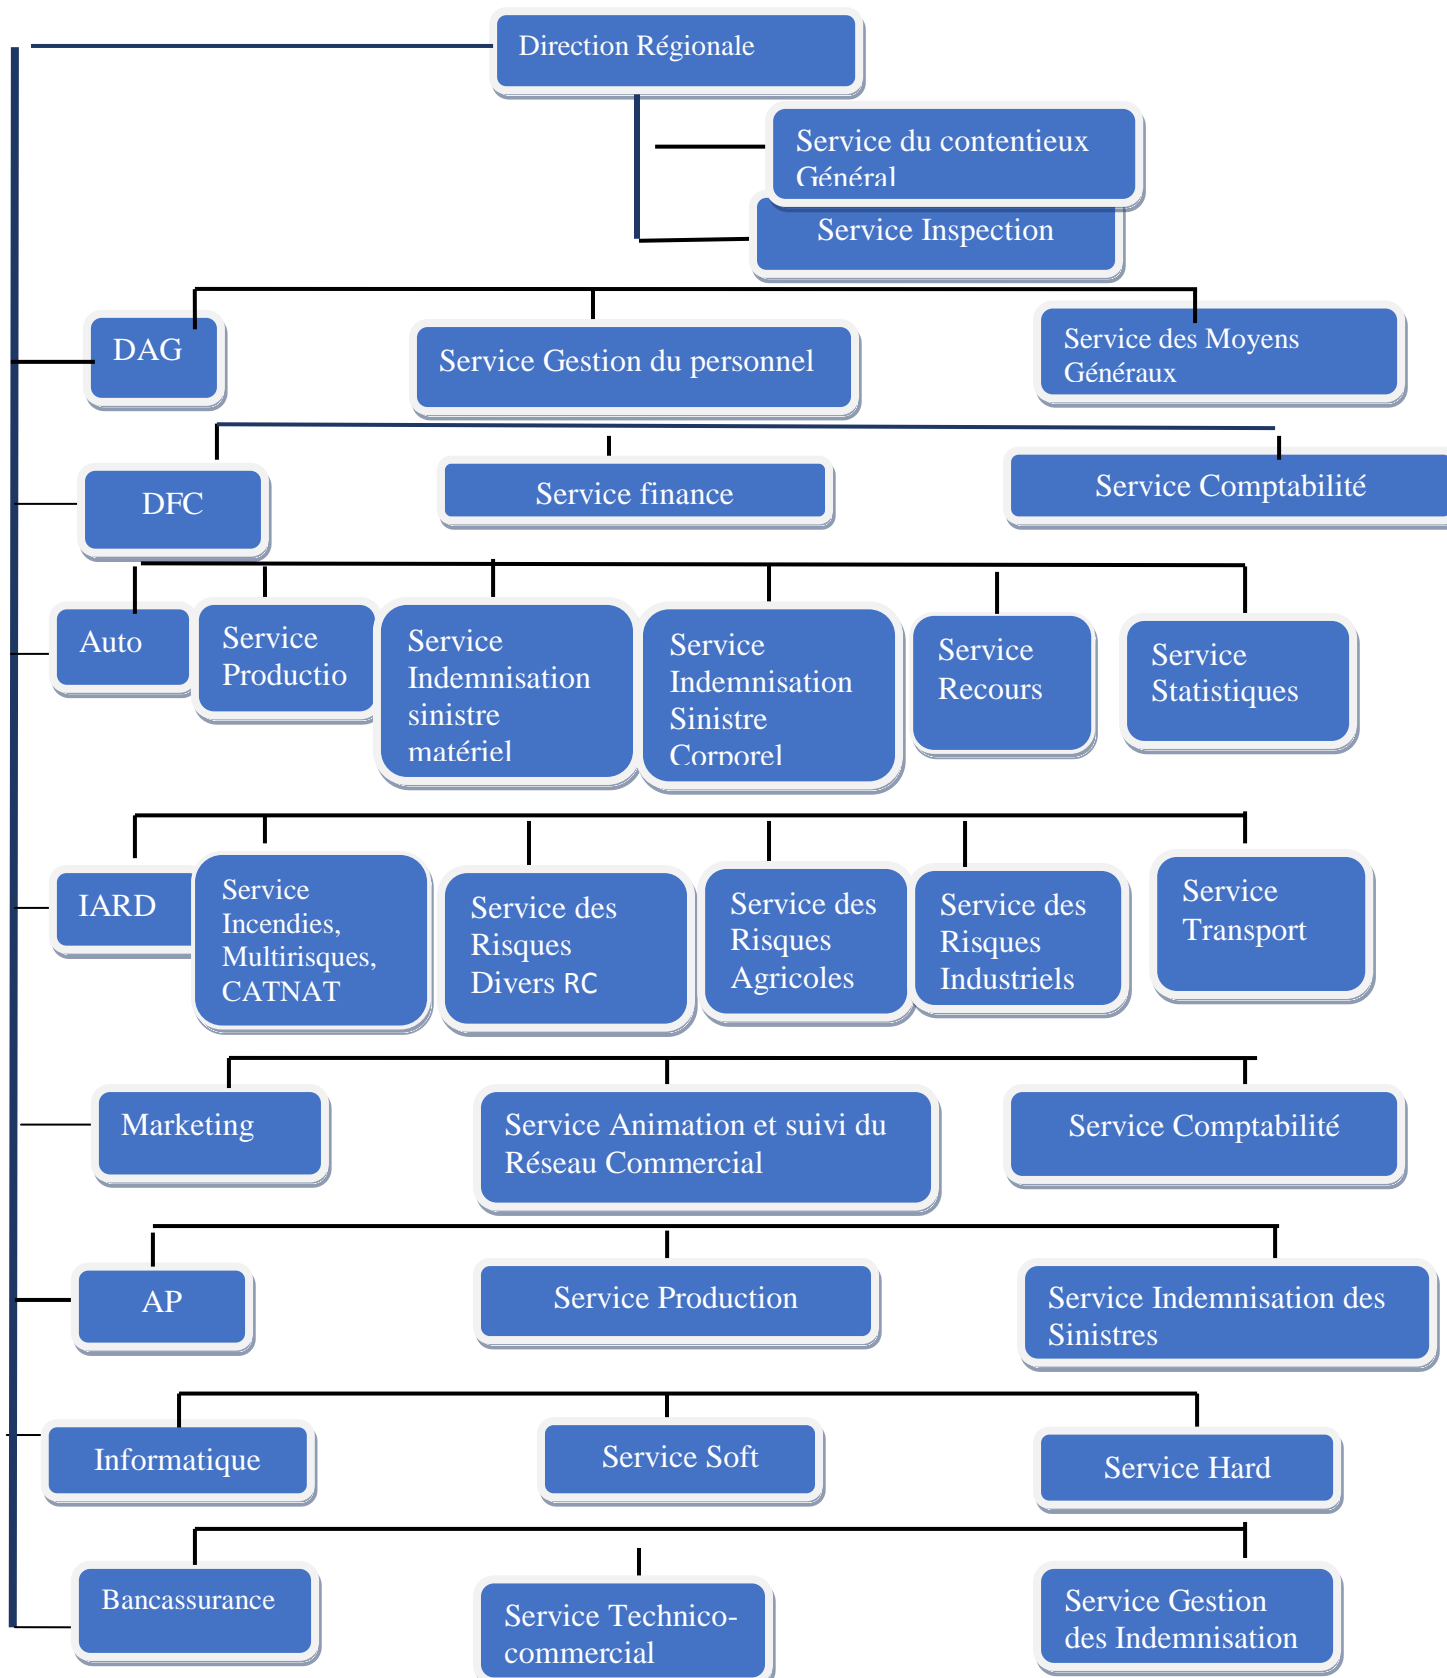 Direction Régionale
Service du contentieux
Général
Service Inspection
DAG
Service Gestion du personnel
Service des Moyens
Généraux
DFC
Service finance
Service Comptabilité
Auto
Service
Productio
Service
Indemnisation
sinistre
matériel
Service
Indemnisation
Sinistre
Corporel
Service
Recours
Service
Statistiques
IARD
Service
Incendies,
Multirisques,
CATNAT
Service des
Risques
Divers RC
Service des
Risques
Agricoles
Service des
Risques
Industriels
Service
Transport
Marketing
Service Animation et suivi du
Réseau Commercial
Service Comptabilité
AP
Service Production
Service Indemnisation des
Sinistres
Informatique
Service Soft
Service Hard
Bancassurance
Service Technico-
commercial
Service Gestion
des Indemnisation